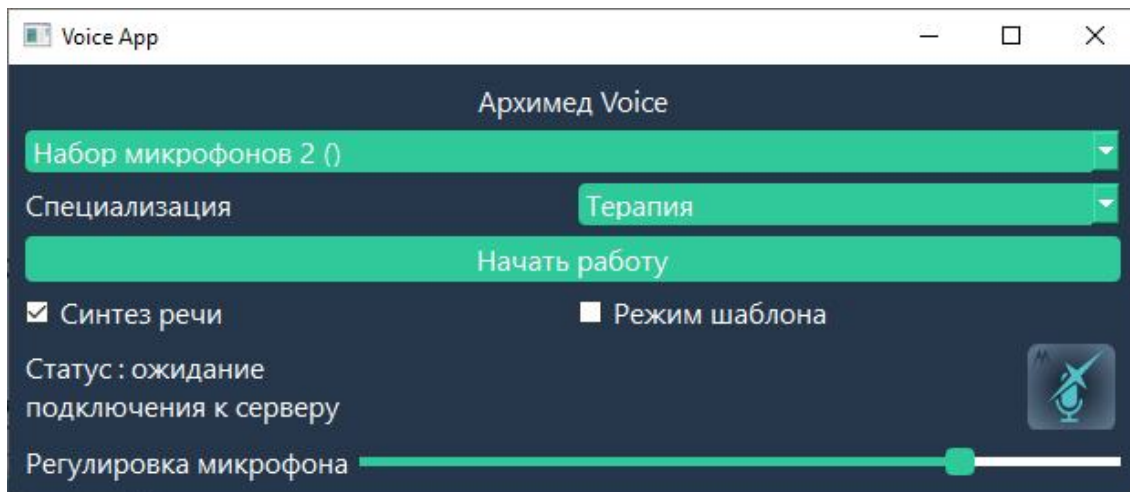 Voice App
Архимед Voice
Набор микрофонов 2 ()
Специализация
Терапия
Начать работу
Синтез речи
Режим шаблона
Статус : ожидание
подключения к серверу
Регулировка микрофона